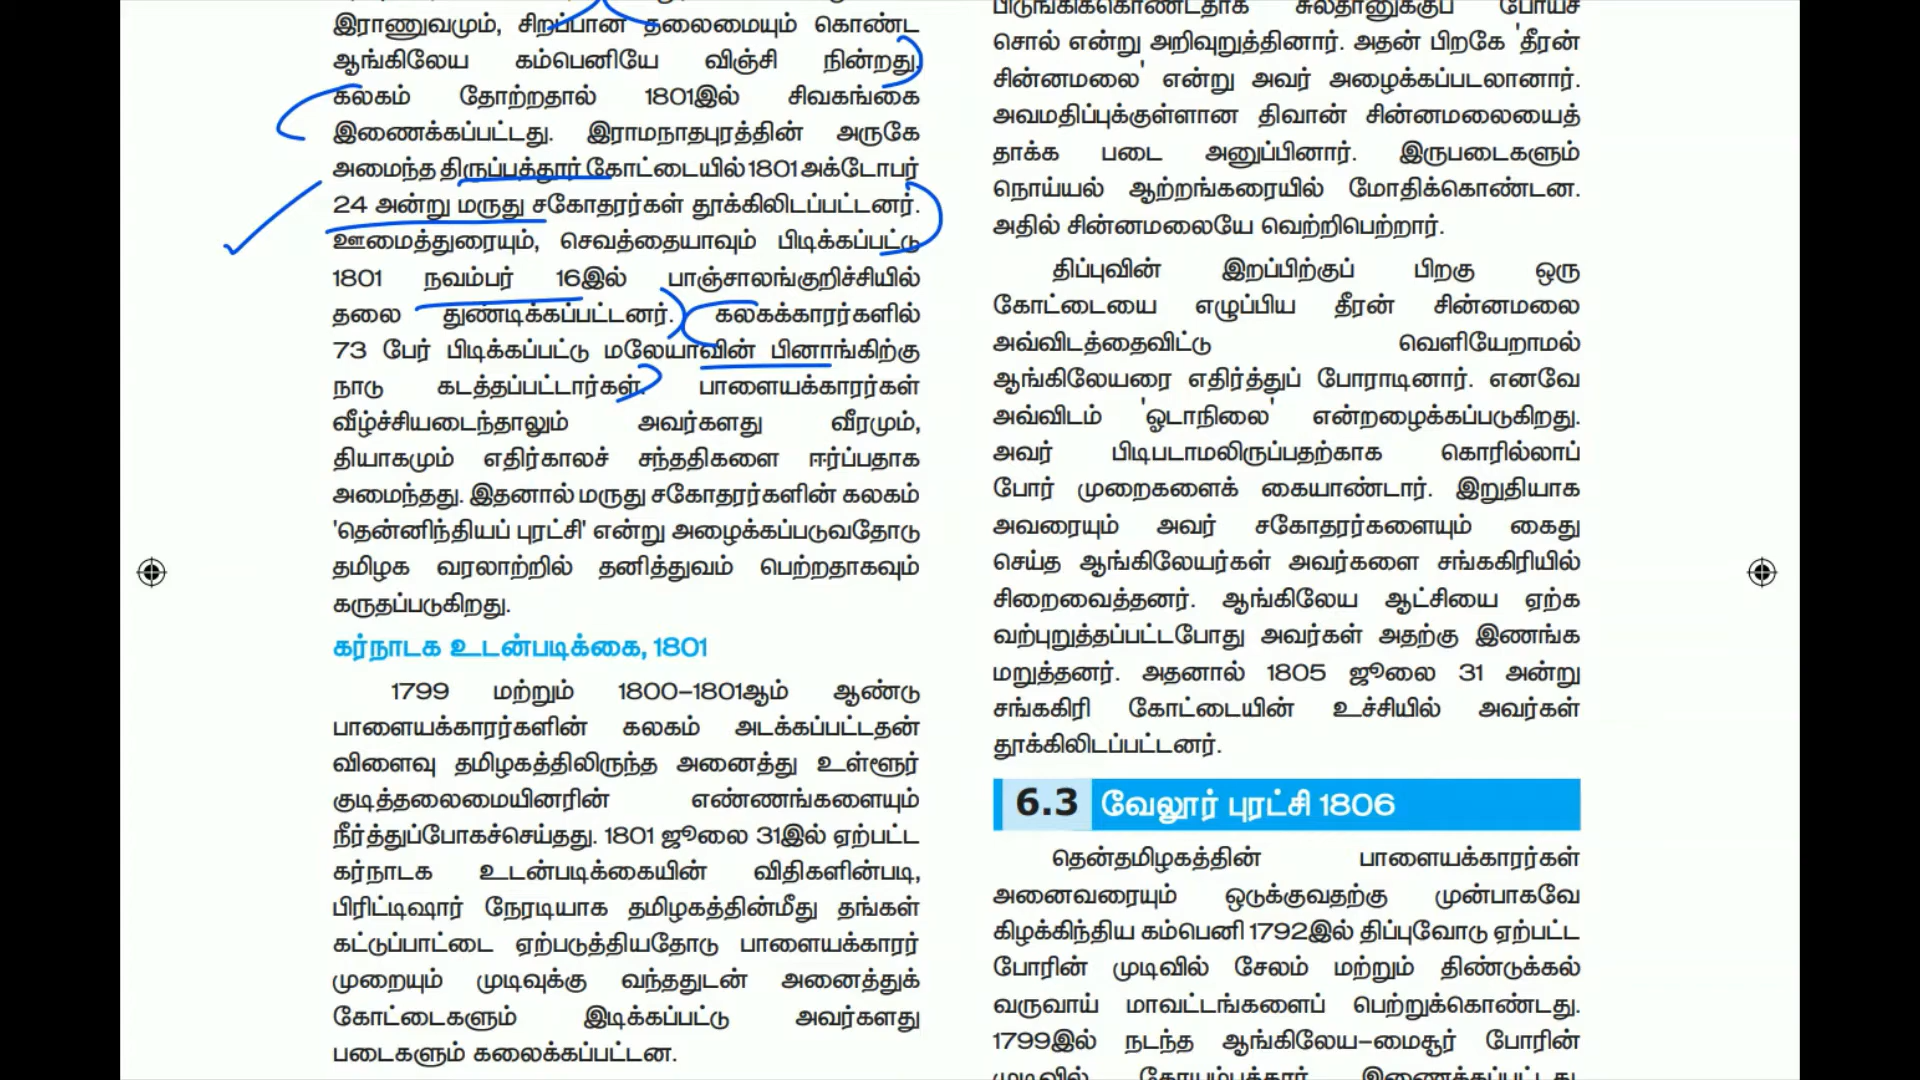 இராணுவமும், சிறப்பான தலைமையும் கொண்ட
ஆங்கிலேய கம்பெனியே விஞ்சி நின்றது.
கலகம் தோற்றதால் 1801இல் சிவகங்கை
இணைக்கப்பட்டது. இராமநாதபுரத்தின் அருகே
அமைந்த திருப்பத்தூர் கோட்டையில் 1801 அக்டோபர்
24 அன்று மருது சகோதரர்கள் தூக்கிலிடப்பட்டனர்.
ஊமைத்துரையும், செவத்தையாவும் பிடிக்கப்பட்டு
1801 நவம்பர் 16இல் பாஞ்சாலங்குறிச்சியில்
தலை துண்டிக்கப்பட்டனர். கலகக்காரர்களில்
73 பேர் பிடிக்கப்பட்டு மலேயாவின் பினாங்கிற்கு
நாடு கடத்தப்பட்டார்கள். பாளையக்காரர்கள்
வீழ்ச்சியடைந்தாலும் அவர்களது வீரமும்,
தியாகமும் எதிர்காலச் சந்ததிகளை ஈர்ப்பதாக
அமைந்தது. இதனால் மருது சகோதரர்களின் கலகம்
'தென்னிந்தியப் புரட்சி' என்று அழைக்கப்படுவதோடு
தமிழக வரலாற்றில் தனித்துவம் பெற்றதாகவும்
கருதப்படுகிறது.
கர்நாடக உடன்படிக்கை, 1801
1799 மற்றும் 1800–1801ஆம் ஆண்டு
பாளையக்காரர்களின் கலகம் அடக்கப்பட்டதன்
விளைவு தமிழகத்திலிருந்த அனைத்து உள்ளூர்
குடித்தலைமையினரின் எண்ணங்களையும்
நீர்த்துப்போகச்செய்தது. 1801 ஜூலை 31இல் ஏற்பட்ட
கர்நாடக உடன்படிக்கையின் விதிகளின்படி,
பிரிட்டிஷார் நேரடியாக தமிழகத்தின்மீது தங்கள்
கட்டுப்பாட்டை ஏற்படுத்தியதோடு பாளையக்காரர்
முறையும் முடிவுக்கு வந்ததுடன் அனைத்துக்
கோட்டைகளும் இடிக்கப்பட்டு அவர்களது
படைகளும் கலைக்கப்பட்டன.
பிடுங்கிக்கொண்டதாக சுல்தானுக்குப் போய்ச்
சொல் என்று அறிவுறுத்தினார். அதன் பிறகே 'தீரன்
சின்னமலை' என்று அவர் அழைக்கப்படலானார்.
அவமதிப்புக்குள்ளான திவான் சின்னமலையைத்
தாக்க படை அனுப்பினார். இருபடைகளும்
நொய்யல் ஆற்றங்கரையில் மோதிக்கொண்டன.
அதில் சின்னமலையே வெற்றிபெற்றார்.
திப்புவின் இறப்பிற்குப் பிறகு ஒரு
கோட்டையை எழுப்பிய தீரன் சின்னமலை
அவ்விடத்தைவிட்டு வெளியேறாமல்
ஆங்கிலேயரை எதிர்த்துப் போராடினார். எனவே
அவ்விடம் 'ஓடாநிலை' என்றழைக்கப்படுகிறது.
அவர் பிடிபடாமலிருப்பதற்காக கொரில்லாப்
போர் முறைகளைக் கையாண்டார். இறுதியாக
அவரையும் அவர் சகோதரர்களையும் கைது
செய்த ஆங்கிலேயர்கள் அவர்களை சங்ககிரியில்
சிறைவைத்தனர். ஆங்கிலேய ஆட்சியை ஏற்க
வற்புறுத்தப்பட்டபோது அவர்கள் அதற்கு இணங்க
மறுத்தனர். அதனால் 1805 ஜூலை 31 அன்று
சங்ககிரி கோட்டையின் உச்சியில் அவர்கள்
தூக்கிலிடப்பட்டனர்.
6.3 வேலூர் புரட்சி 1806
தென்தமிழகத்தின் பாளையக்காரர்கள்
அனைவரையும் ஒடுக்குவதற்கு முன்பாகவே
கிழக்கிந்திய கம்பெனி 1792இல் திப்புவோடு ஏற்பட்ட
போரின் முடிவில் சேலம் மற்றும் திண்டுக்கல்
வருவாய் மாவட்டங்களைப் பெற்றுக்கொண்டது.
1799இல் நடந்த ஆங்கிலேய–மைசூர் போரின்
முடிவில் கோயம்புத்தூர் இணைக்கப்பட்டது.